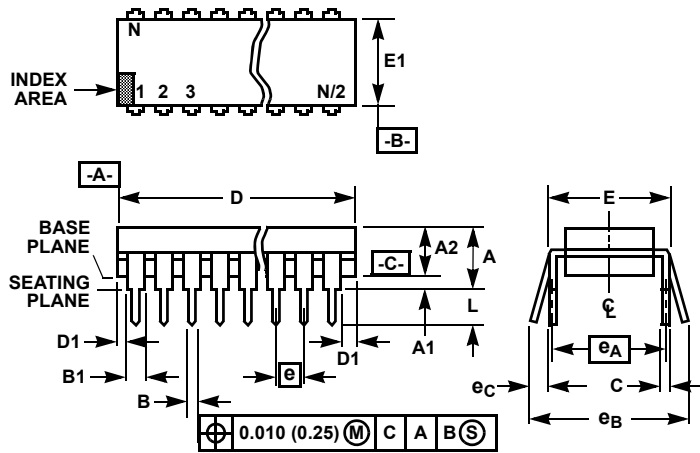 N
E1
INDEX
AREA
1 2 3 N/2
-B-
-A-
D
E
BASE
PLANE
A2
A
-C-
SEATING
PLANE
L
C
L
D1
A1
D1
eA
B1
e
eC
C
B
eB
0.010 (0.25) M C A B S